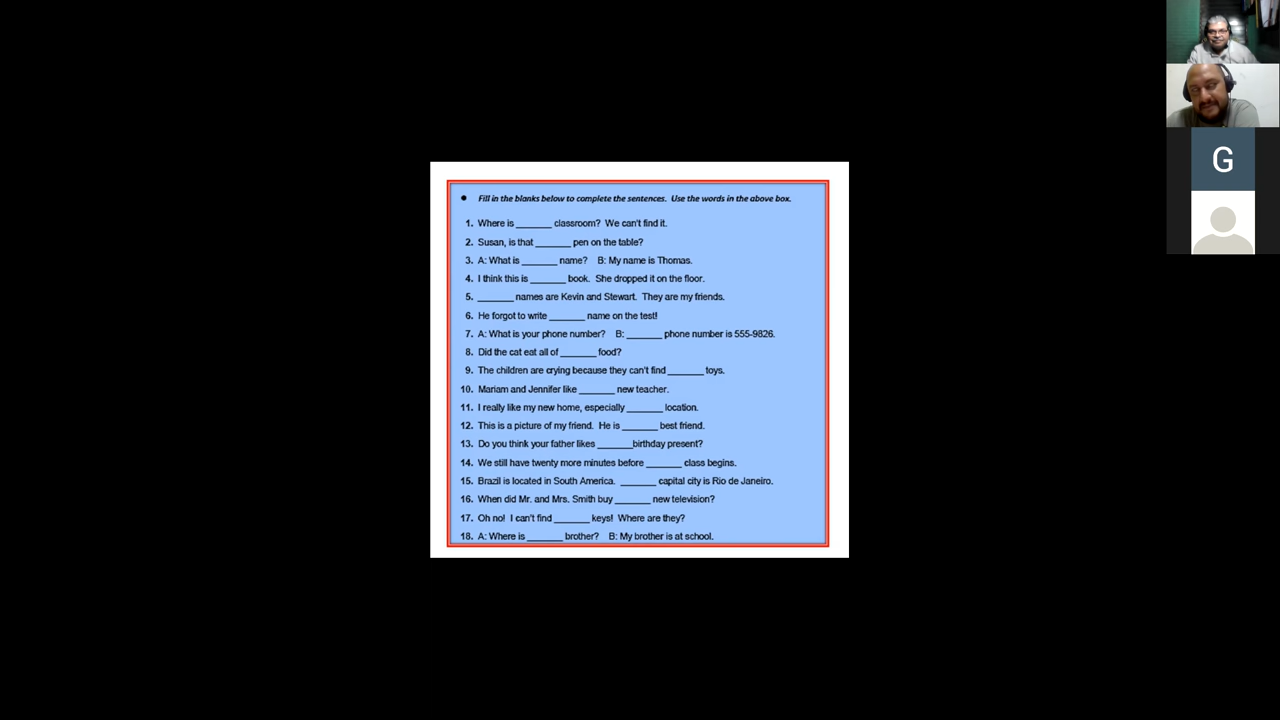 ● Fill in the blanks below to complete the sentences. Use the words in the above box.
1. Where is _______ classroom? We can't find it.
2. Susan, is that _______ pen on the table?
3. A: What is _______ name? B: My name is Thomas.
4. I think this is _______ book. She dropped it on the floor.
5. _______ names are Kevin and Stewart. They are my friends.
6. He forgot to write _______ name on the test!
7. A: What is your phone number? B: _______ phone number is 555-9826.
8. Did the cat eat all of _______ food?
9. The children are crying because they can't find _______ toys.
10. Mariam and Jennifer like _______ new teacher.
11. I really like my new home, especially _______ location.
12. This is a picture of my friend. He is _______ best friend.
13. Do you think your father likes _______birthday present?
14. We still have twenty more minutes before _______ class begins.
15. Brazil is located in South America. _______ capital city is Rio de Janeiro.
16. When did Mr. and Mrs. Smith buy _______ new television?
17. Oh no! I can't find _______ keys! Where are they?
18. A: Where is _______ brother? B: My brother is at school.
G